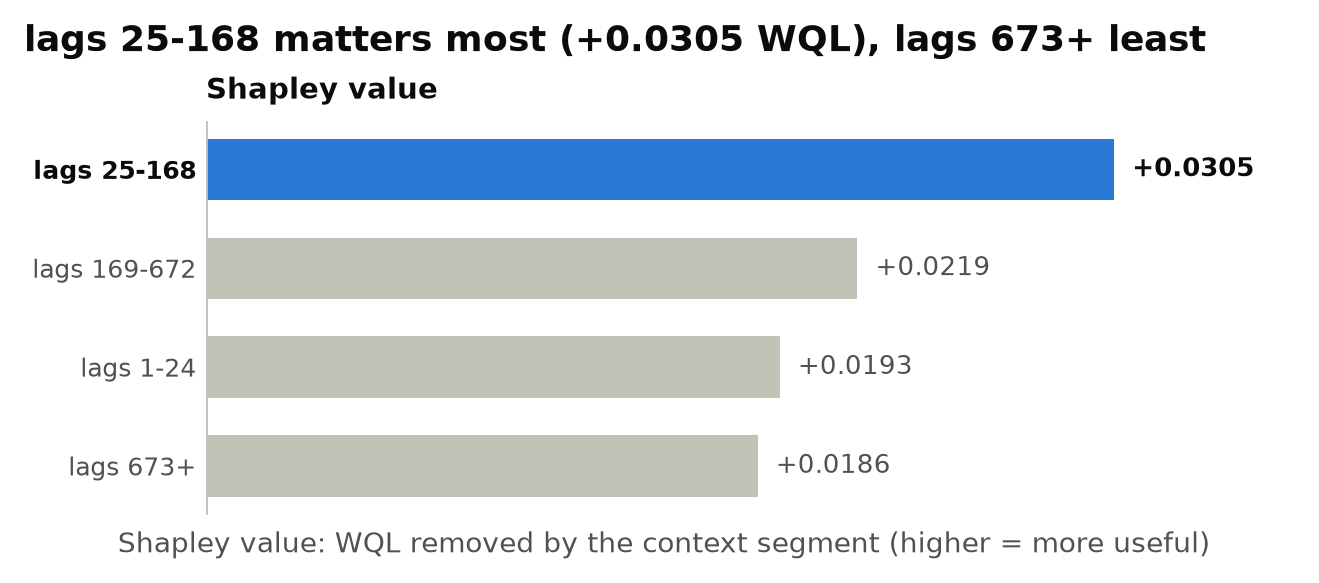 lags 25-168 matters most (+0.0305 WQL), lags 673+ least
Shapley value
lags 25-168 +0.0305
lags 169-672 +0.0219
lags 1-24 +0.0193
lags 673+ +0.0186
Shapley value: WQL removed by the context segment (higher = more useful)